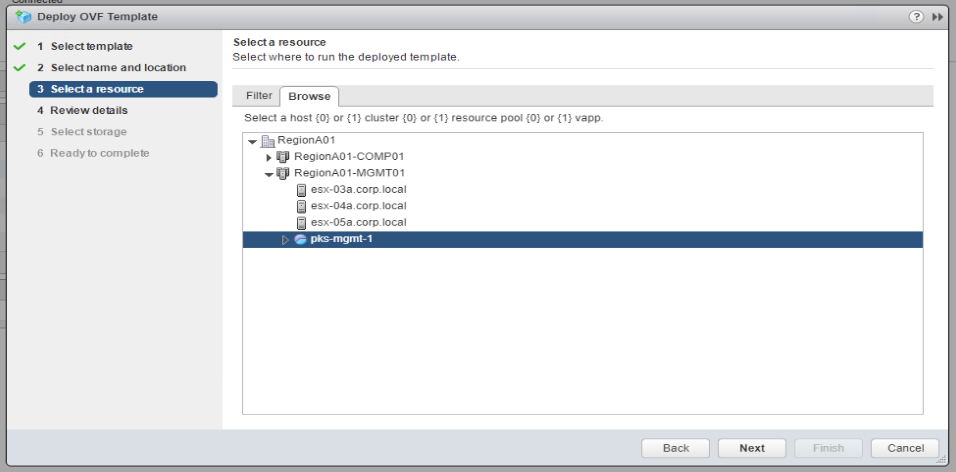 Connected
Deploy OVF Template
?
1 Select template
2 Select name and location
3 Select a resource
4 Review details
5 Select storage
6 Ready to complete
Select a resource
Select where to run the deployed template.
Filter Browse
Select a host {0} or {1} cluster {0} or {1} resource pool {0} or {1} vapp.
RegionA01
RegionA01-COMP01
RegionA01-MGMT01
esx-03a.corp.local
esx-04a.corp.local
esx-05a.corp.local
pks-mgmt-1
Back Next Finish Cancel